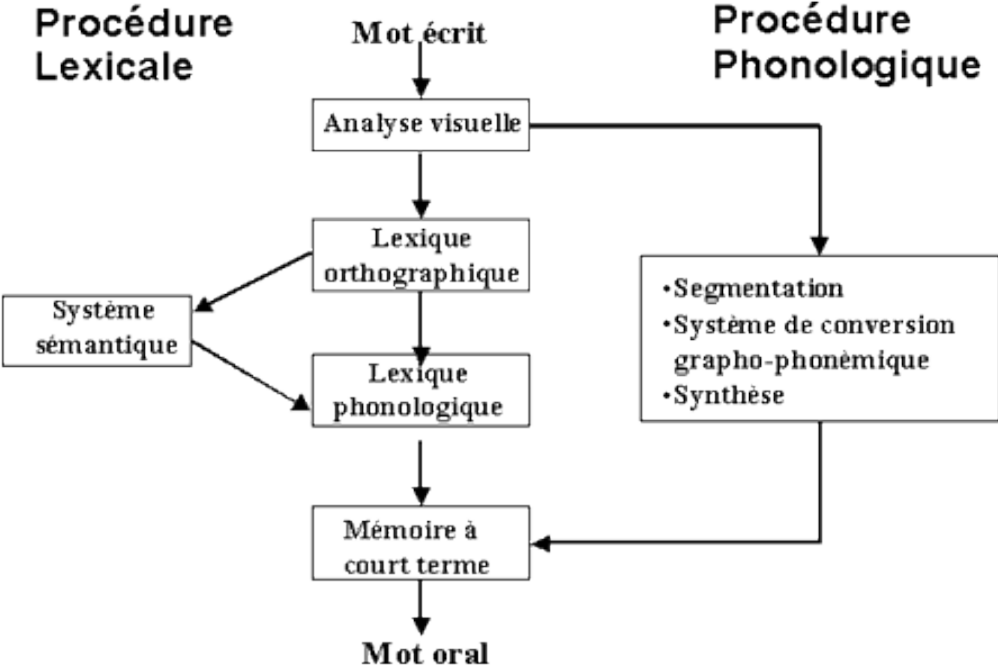 Procédure
Lexicale
Mot écrit
Procédure
Phonologique
Analyse visuelle
Lexique
orthographique
Système
sémantique
Lexique
phonologique
•Segmentation
•Système de conversion
grapho-phonèmique
•Synthèse
Mémoire à
court terme
Mot oral